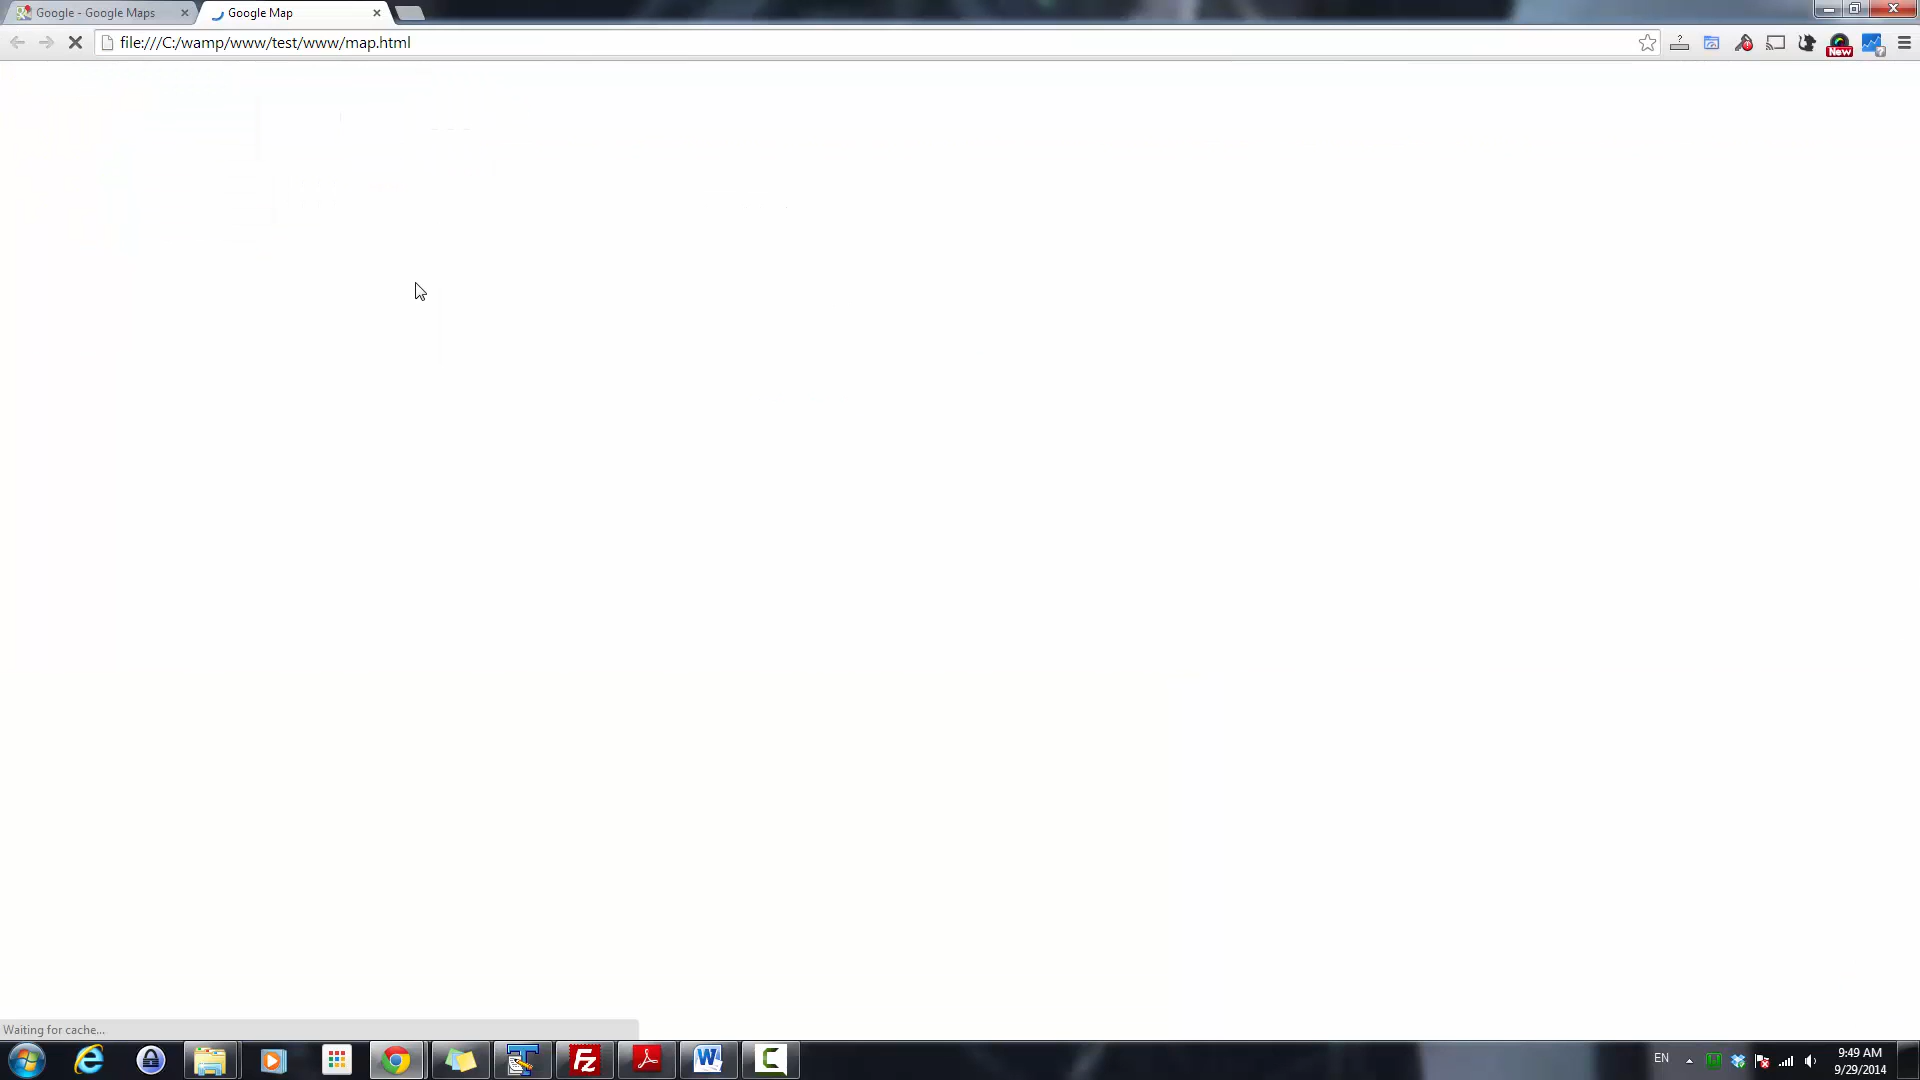 Google - Google Maps
Google Map
file:///C:/wamp/www/test/www/map.html
New
Waiting for cache...
EN
9:49 AM
9/29/2014